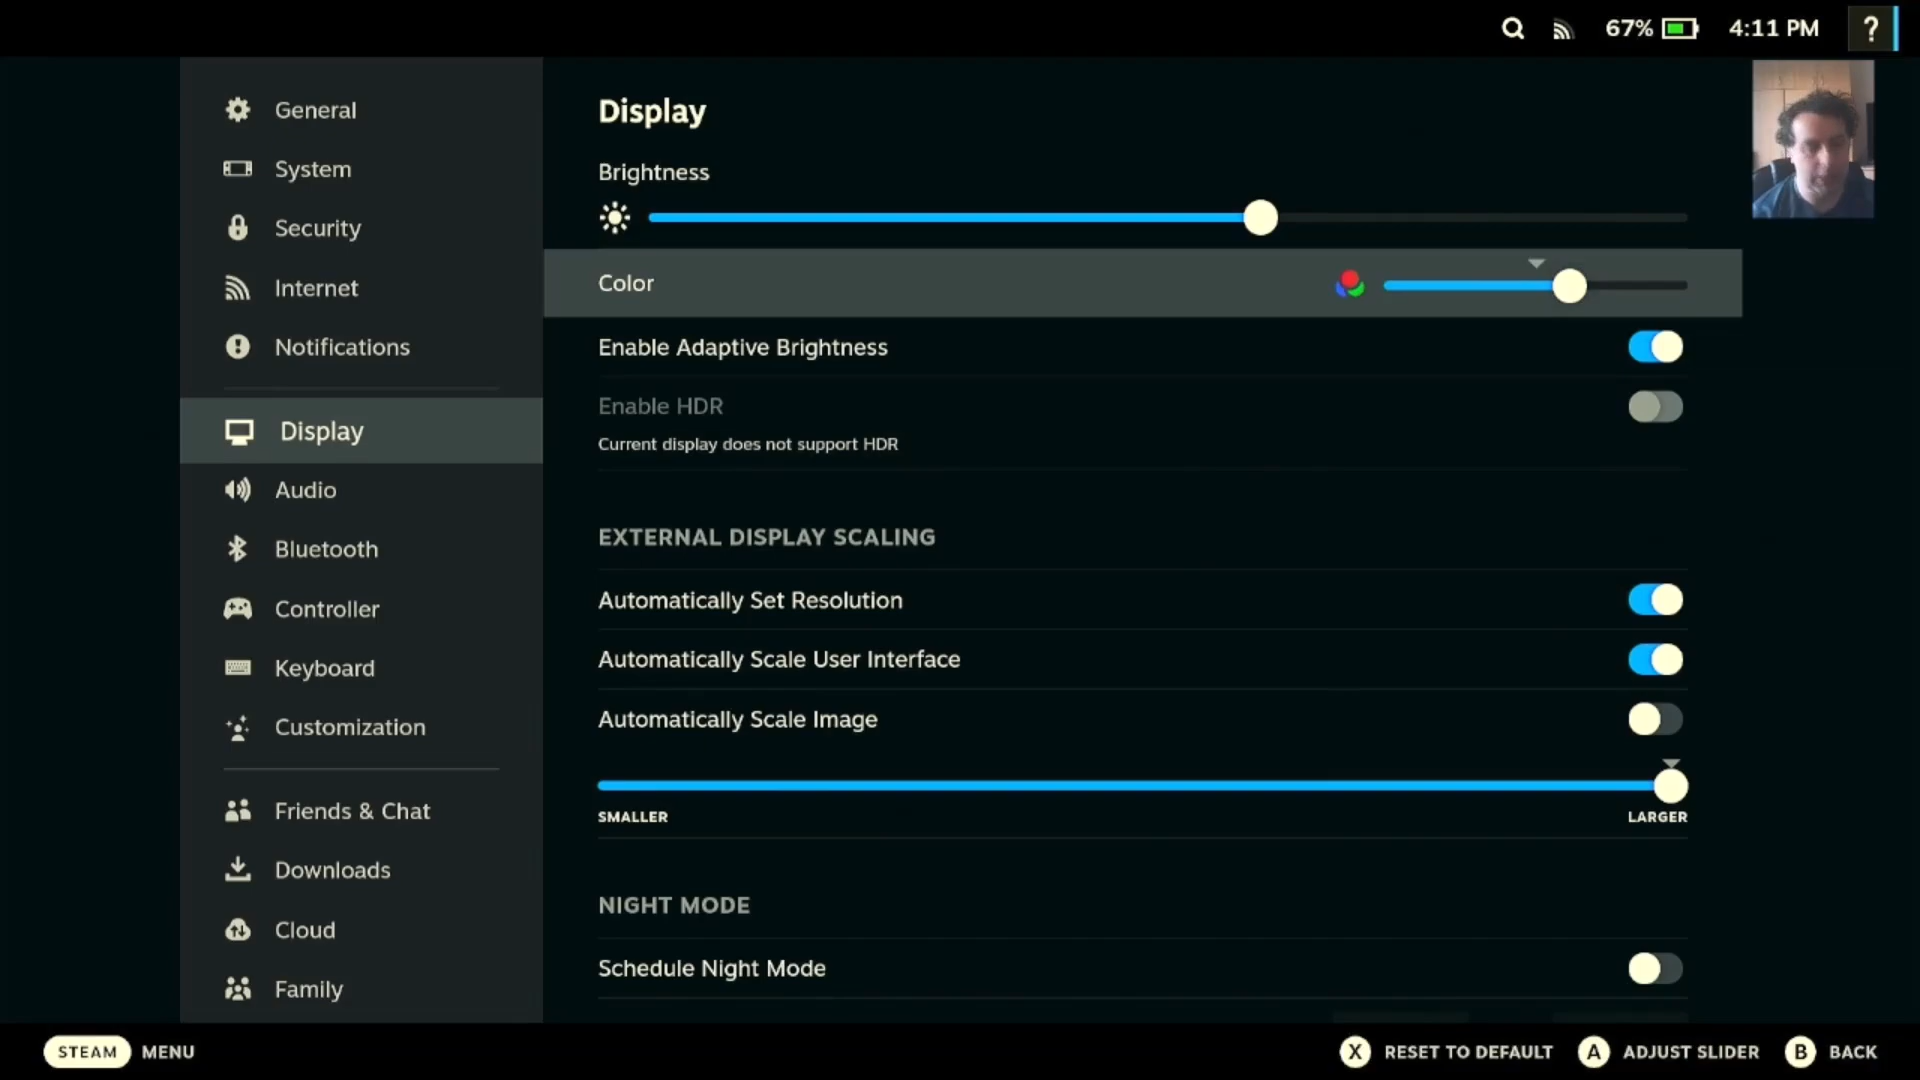 67% 4:11 PM ?
General
System
Security
Internet
Notifications
Display
Audio
Bluetooth
Controller
Keyboard
Customization
Friends & Chat
Downloads
Cloud
Family
Display
Brightness
Color
Enable Adaptive Brightness
Enable HDR
Current display does not support HDR
EXTERNAL DISPLAY SCALING
Automatically Set Resolution
Automatically Scale User Interface
Automatically Scale Image
SMALLER LARGER
NIGHT MODE
Schedule Night Mode
STEAM MENU X RESET TO DEFAULT A ADJUST SLIDER B BACK